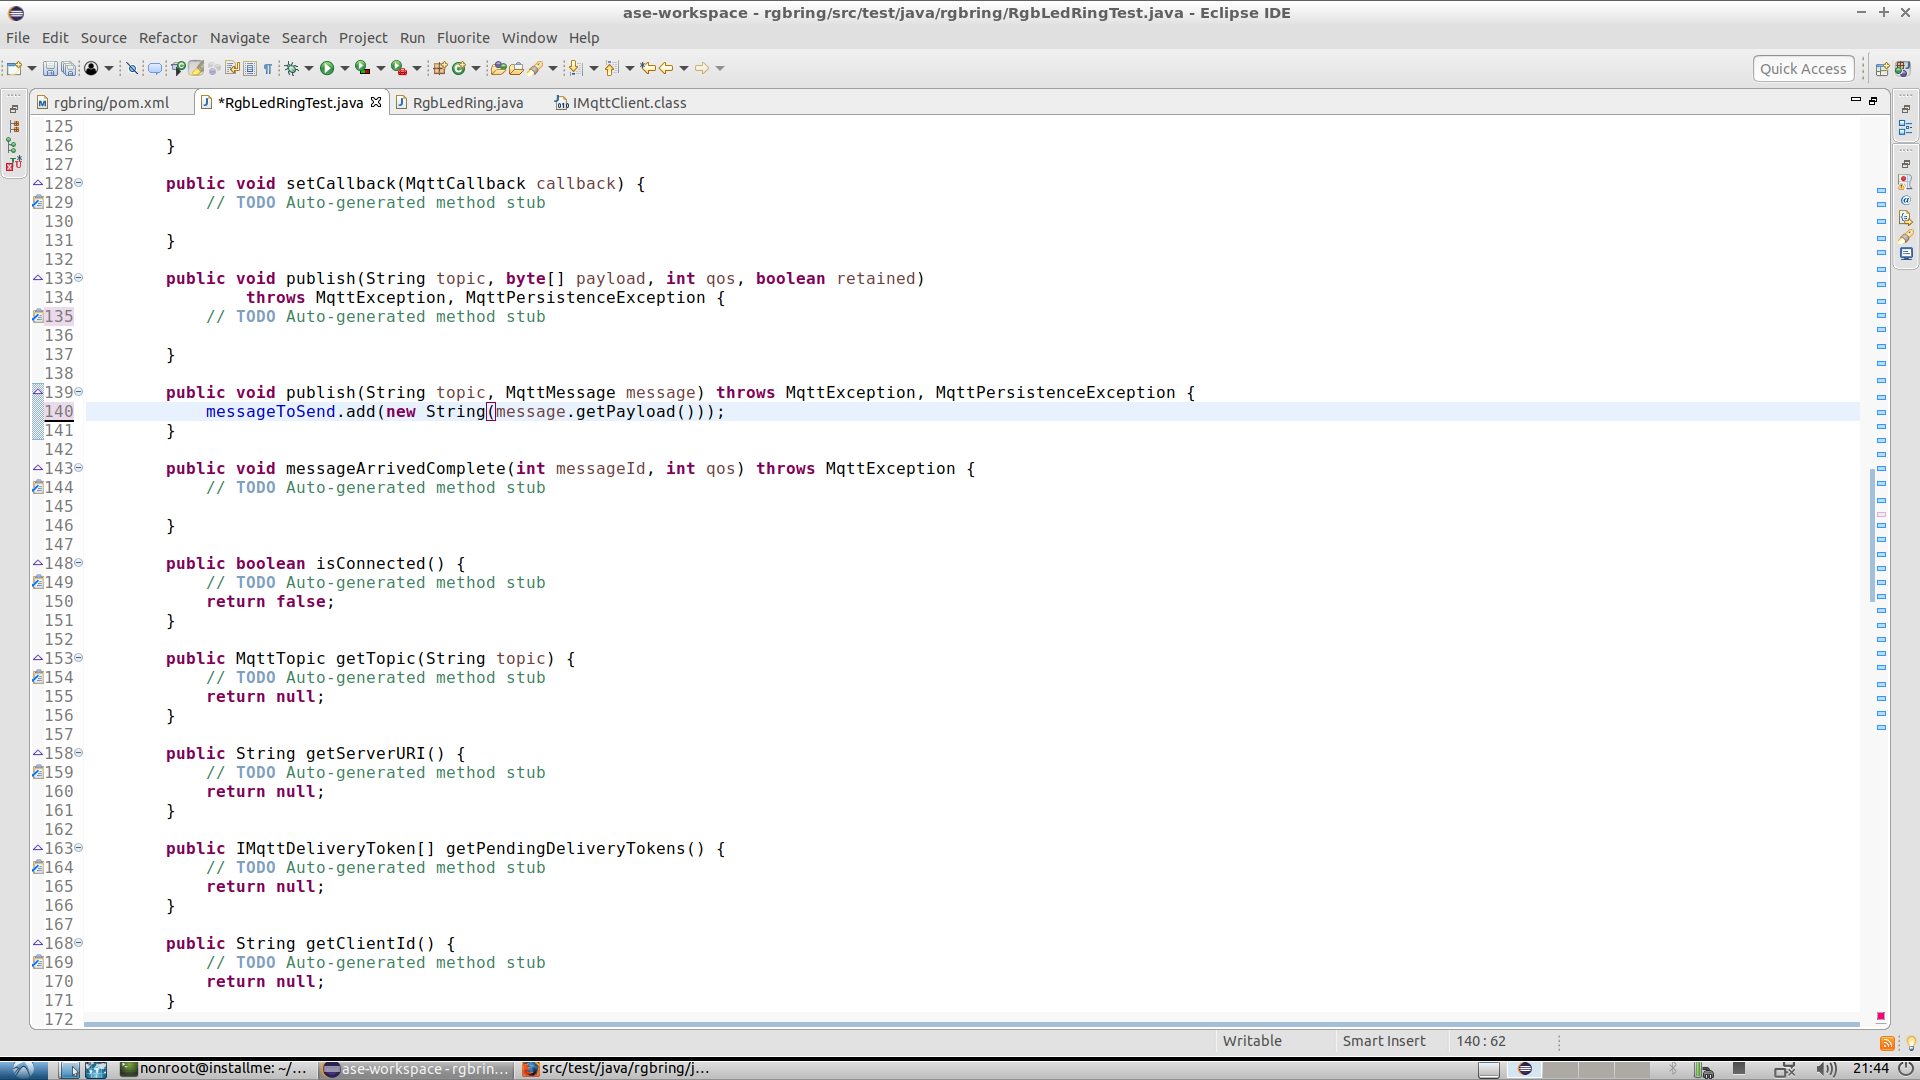 ase-workspace - rgbring/src/test/java/rgbring/RgbLedRingTest.java - Eclipse IDE
File Edit Source Refactor Navigate Search Project Run Fluorite Window Help
Quick Access
rgbring/pom.xml *RgbLedRingTest.java RgbLedRing.java IMqttClient.class
125
126 }
127
128 public void setCallback(MqttCallback callback) {
129 // TODO Auto-generated method stub
130
131 }
132
133 public void publish(String topic, byte[] payload, int qos, boolean retained)
134 throws MqttException, MqttPersistenceException {
135 // TODO Auto-generated method stub
136
137 }
138
139 public void publish(String topic, MqttMessage message) throws MqttException, MqttPersistenceException {
140 messageToSend.add(new String(message.getPayload()));
141 }
142
143 public void messageArrivedComplete(int messageId, int qos) throws MqttException {
144 // TODO Auto-generated method stub
145
146 }
147
148 public boolean isConnected() {
149 // TODO Auto-generated method stub
150 return false;
151 }
152
153 public MqttTopic getTopic(String topic) {
154 // TODO Auto-generated method stub
155 return null;
156 }
157
158 public String getServerURI() {
159 // TODO Auto-generated method stub
160 return null;
161 }
162
163 public IMqttDeliveryToken[] getPendingDeliveryTokens() {
164 // TODO Auto-generated method stub
165 return null;
166 }
167
168 public String getClientId() {
169 // TODO Auto-generated method stub
170 return null;
171 }
172
Writable Smart Insert 140 : 62
nonroot@installme: ~/... ase-workspace - rgbrin... src/test/java/rgbring/j... 21:44